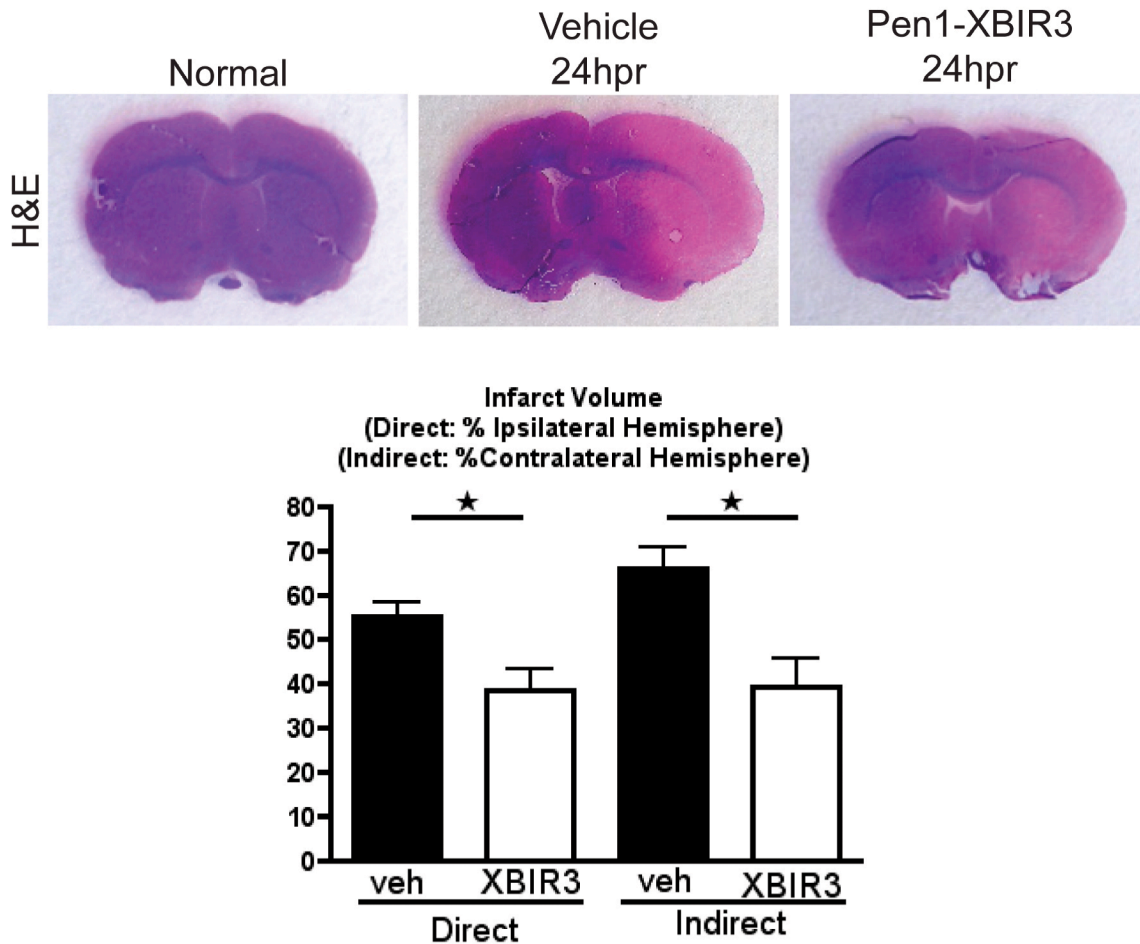 Normal
Vehicle
24hpr
Pen1-XBIR3
24hpr
H&E
Infarct Volume
(Direct: % Ipsilateral Hemisphere)
(Indirect: %Contralateral Hemisphere)
80
70
60
50
40
30
20
10
0
veh XBIR3 veh XBIR3
Direct Indirect